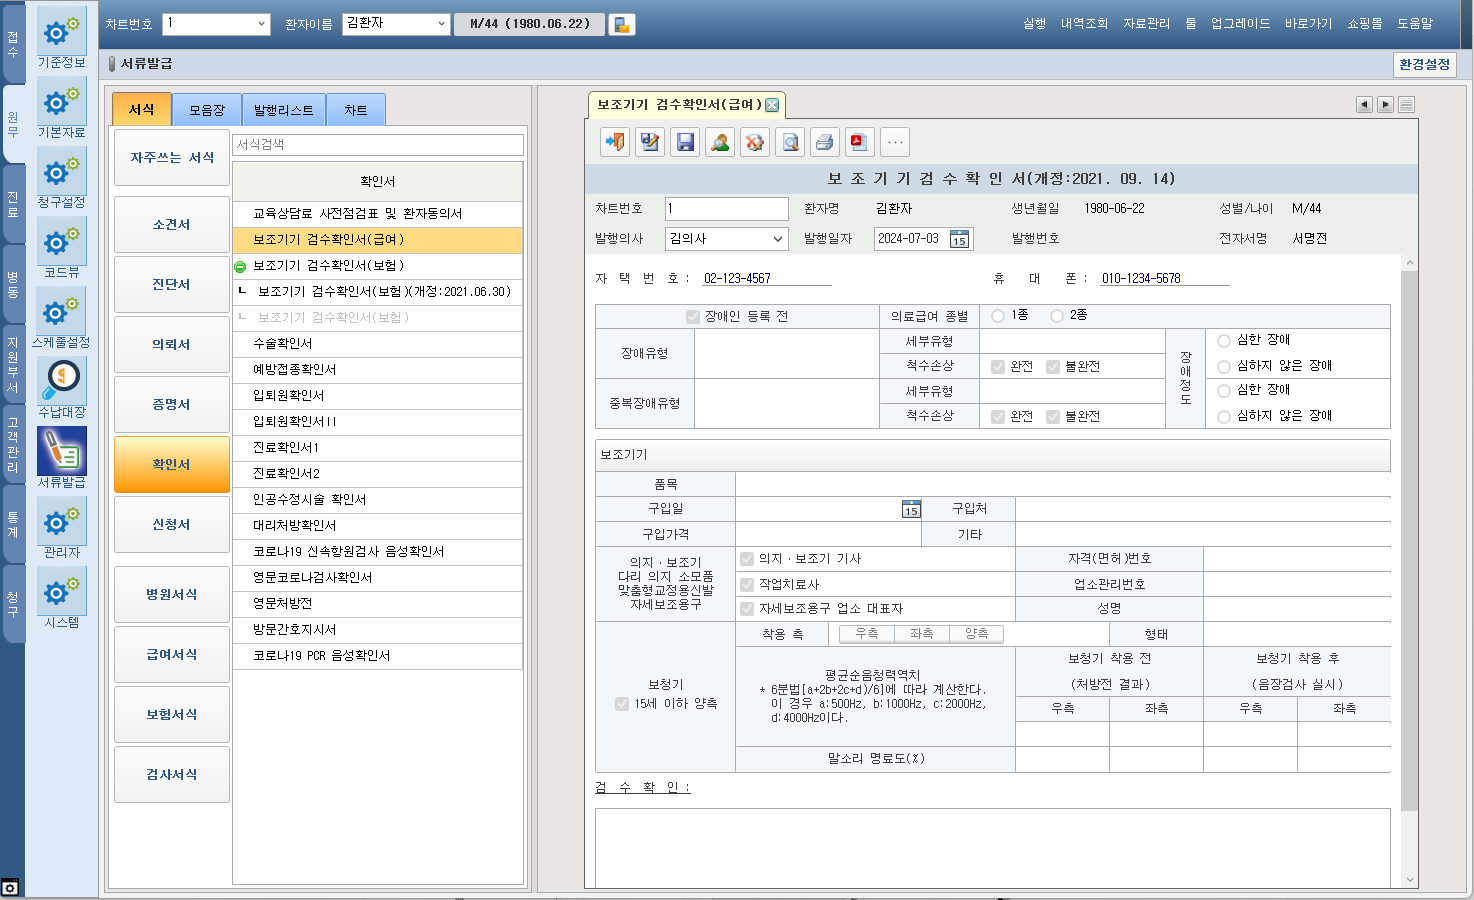 차트번호 1 환자이름 김환자 M/44 (1980.06.22) 실행 내역조회 자료관리 툴 업그레이드 바로가기 쇼핑몰 도움말
접수
원무
진료
병동
지원부서
고객관리
통계
청구
기준정보
기본자료
청구설정
코드뷰
스케줄설정
수납대장
서류발급
관리자
시스템
서류발급 환경설정
서식 모음장 발행리스트 차트
자주쓰는 서식
소견서
진단서
의뢰서
증명서
확인서
신청서
병원서식
급여서식
보험서식
검사서식
서식검색
확인서
교육상담료 사전점검표 및 환자동의서
보조기기 검수확인서(급여)
보조기기 검수확인서(보험)
보조기기 검수확인서(보험)(개정:2021.06.30)
보조기기 검수확인서(보험)
수술확인서
예방접종확인서
입퇴원확인서
입퇴원확인서II
진료확인서1
진료확인서2
인공수정시술 확인서
대리처방확인서
코로나19 신속항원검사 음성확인서
영문코로나검사확인서
영문처방전
방문간호지시서
코로나19 PCR 음성확인서
보조기기 검수확인서(급여)
보 조 기 기 검 수 확 인 서(개정:2021. 09. 14)
차트번호 1 환자명 김환자 생년월일 1980-06-22 성별/나이 M/44
발행의사 김의사 발행일자 2024-07-03 15 발행번호 전자서명 서명전
자 택 번 호 : 02-123-4567 휴 대 폰 : 010-1234-5678
장애인 등록 전 의료급여 종별 1종 2종
장애유형 세부유형 장애정도 심한 장애
척수손상 완전 불완전 심하지 않은 장애
중복장애유형 세부유형 심한 장애
척수손상 완전 불완전 심하지 않은 장애
보조기기
품목
구입일 15 구입처
구입가격 기타
의지ㆍ보조기
다리 의지 소모품
맞춤형교정용신발
자세보조용구
의지ㆍ보조기 기사 자격(면허)번호
작업치료사 업소관리번호
자세보조용구 업소 대표자 성명
보청기
15세 이하 양측
착용 측 우측 좌측 양측 형태
평균순음청력역치
* 6분법[a+2b+2c+d)/6]에 따라 계산한다.
이 경우 a:500Hz, b:1000Hz, c:2000Hz,
d:4000Hz이다.
보청기 착용 전 보청기 착용 후
(처방전 결과) (음장검사 실시)
우측 좌측 우측 좌측
말소리 명료도(%)
검 수 확 인 :